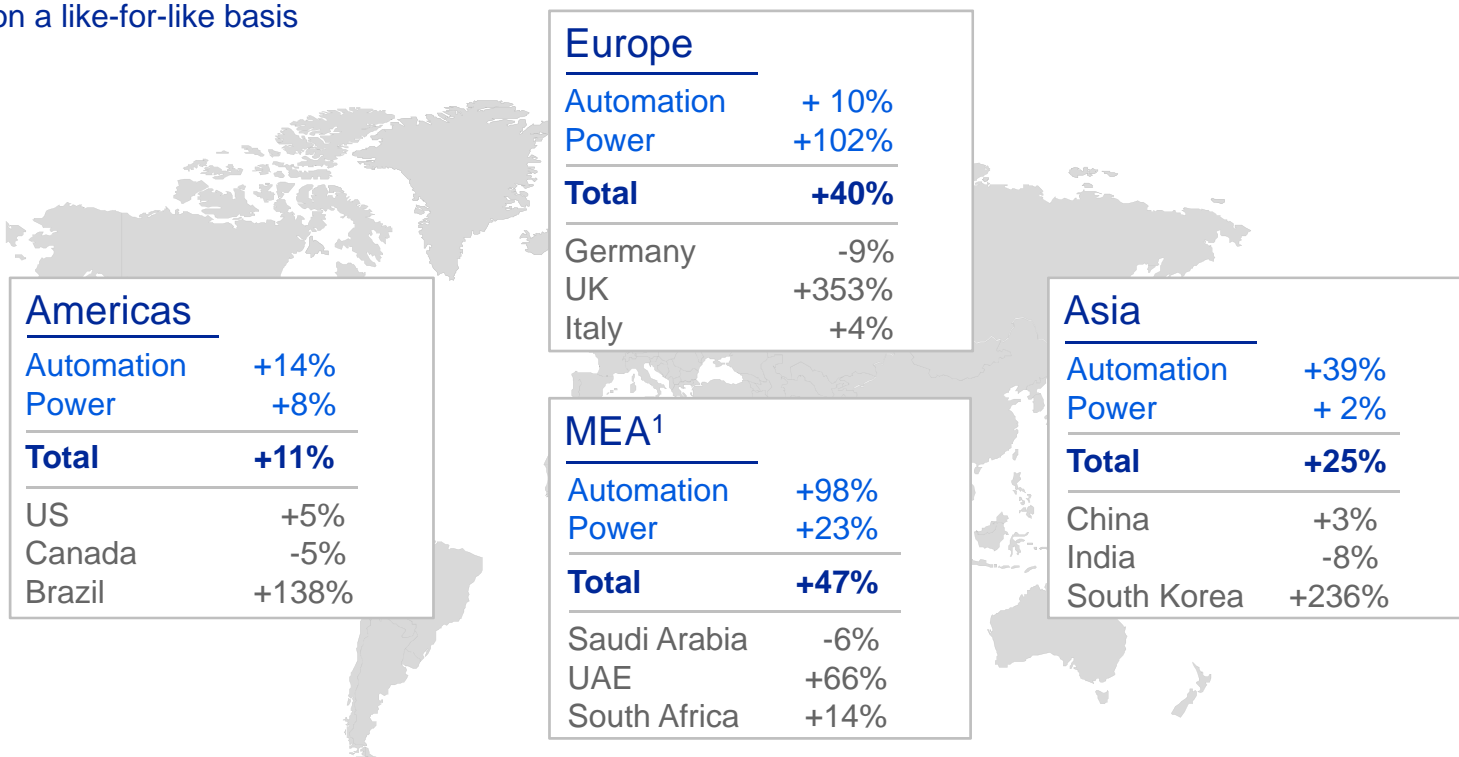 on a like-for-like basis
Europe
Automation + 10%
Power +102%
Total +40%
Germany -9%
UK +353%
Italy +4%
Americas
Automation +14%
Power +8%
Total +11%
US +5%
Canada -5%
Brazil +138%
MEA1
Automation +98%
Power +23%
Total +47%
Saudi Arabia -6%
UAE +66%
South Africa +14%
Asia
Automation +39%
Power + 2%
Total +25%
China +3%
India -8%
South Korea +236%